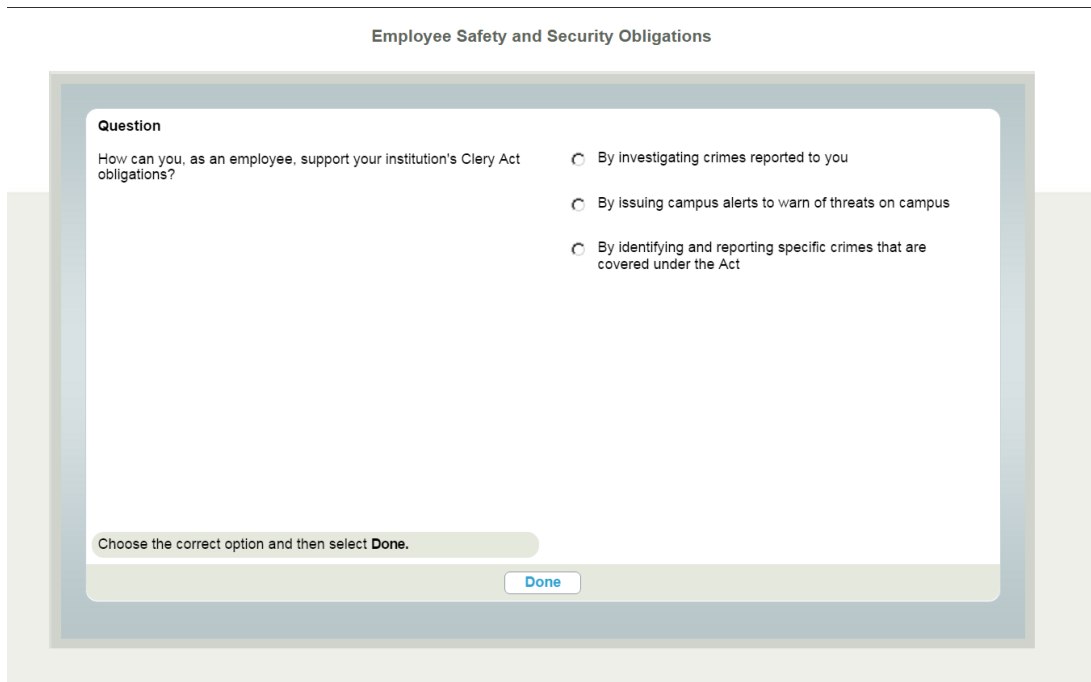 Employee Safety and Security Obligations
Question
How can you, as an employee, support your institution's Clery Act
obligations?
By investigating crimes reported to you
By issuing campus alerts to warn of threats on campus
By identifying and reporting specific crimes that are
covered under the Act
Choose the correct option and then select Done.
Done